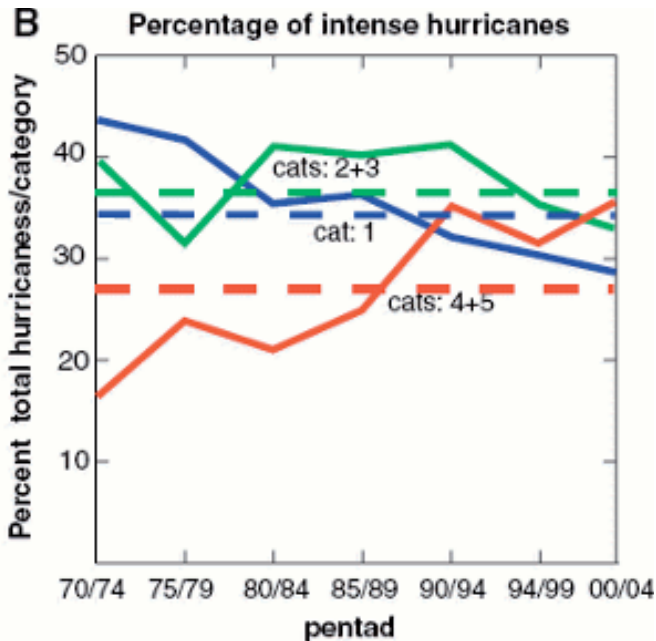 B Percentage of intense hurricanes
Percent total hurricaness/category
50
40
30
20
10
cats: 2+3
cat: 1
cats: 4+5
70/74 75/79 80/84 85/89 90/94 94/99 00/04
pentad